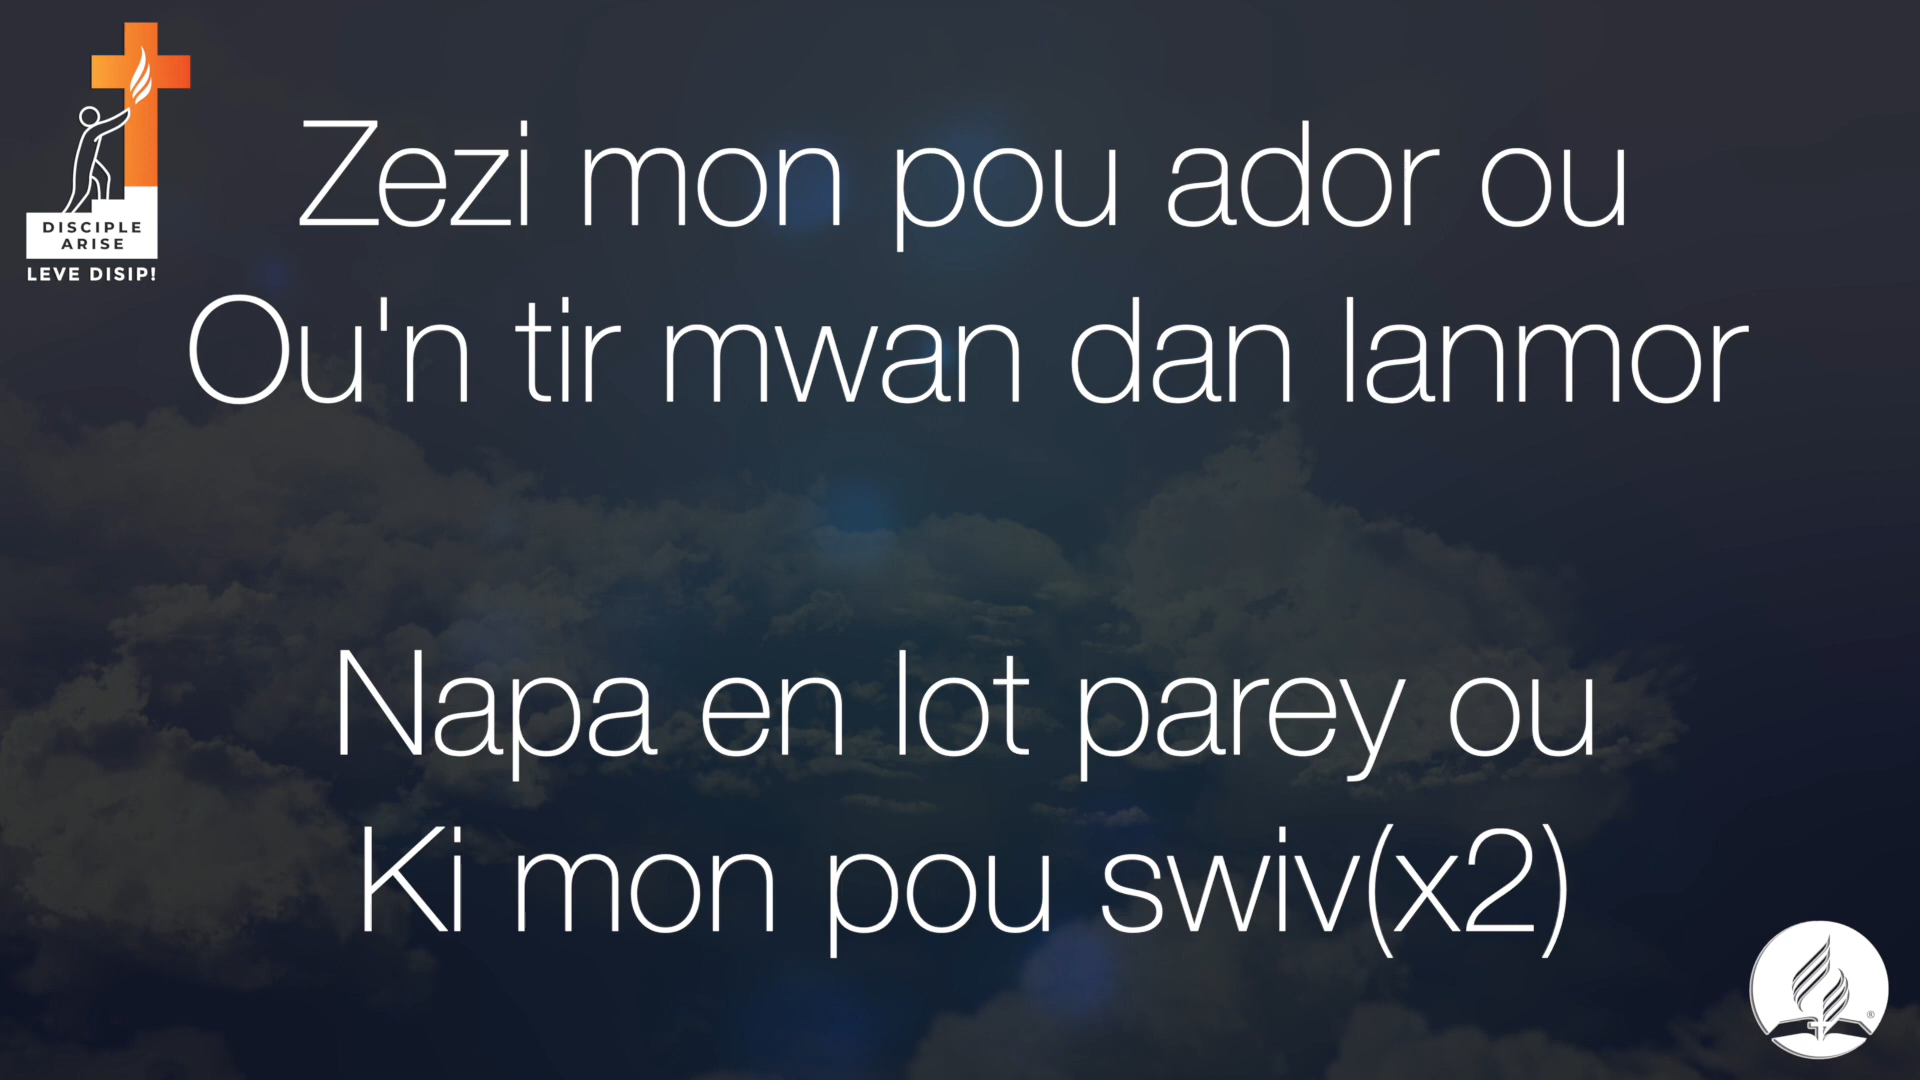 DISCIPLE
ARISE
LEVE DISIP!
Zezi mon pou ador ou
Ou'n tir mwan dan lanmor
Napa en lot parey ou
Ki mon pou swiv(x2)
®